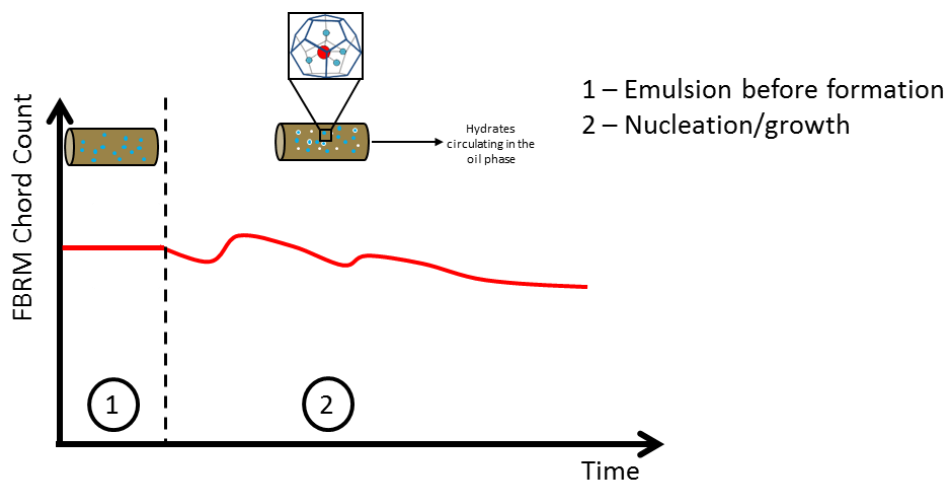 1 – Emulsion before formation
2 – Nucleation/growth
Hydrates
circulating in the
oil phase
FBRM Chord Count
1
2
Time